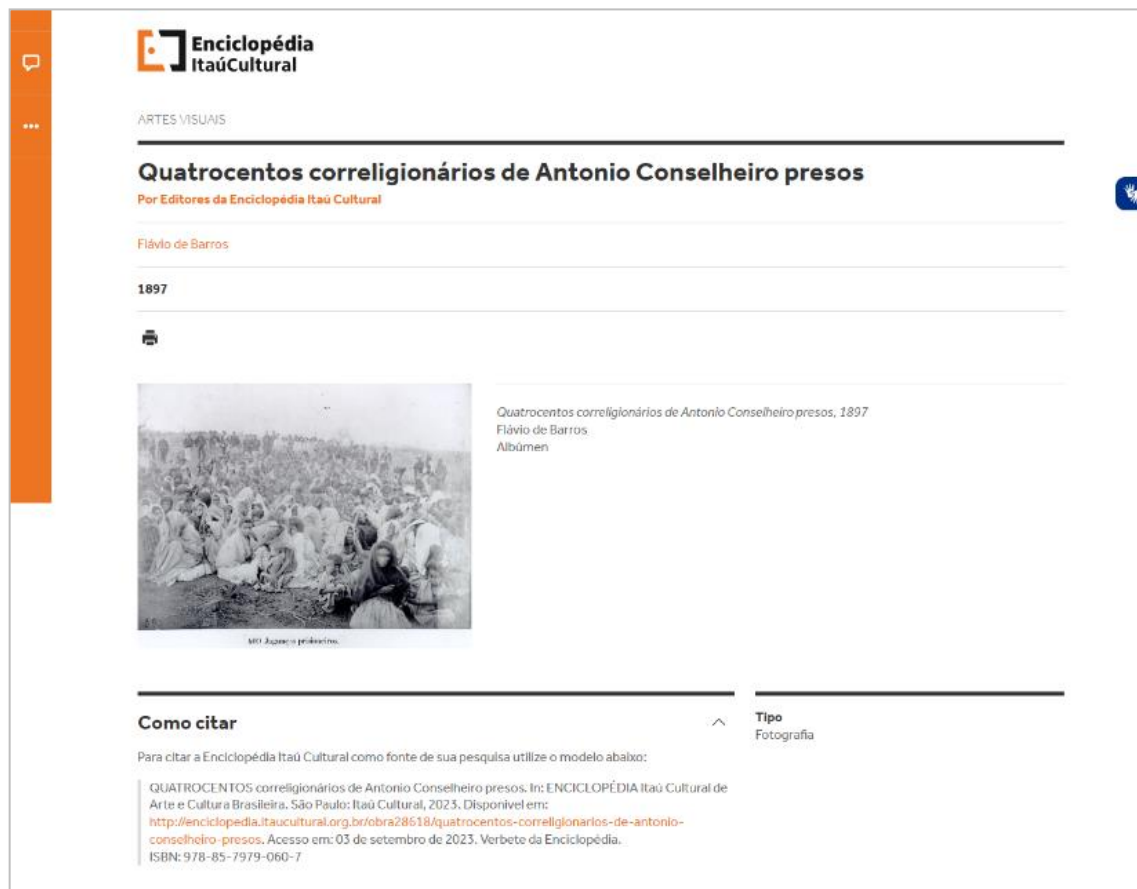 Enciclopédia
ItaúCultural
ARTES VISUAIS
Quatrocentos correligionários de Antonio Conselheiro presos
Por Editores da Enciclopédia Itaú Cultural
Flávio de Barros
1897
Quatrocentos correligionários de Antonio Conselheiro presos, 1897
Flávio de Barros
Albúmen
400 Jagunços prisioneiros.
Como citar
Tipo
Fotografia
Para citar a Enciclopédia Itaú Cultural como fonte de sua pesquisa utilize o modelo abaixo:
QUATROCENTOS correligionários de Antonio Conselheiro presos. In: ENCICLOPÉDIA Itaú Cultural de
Arte e Cultura Brasileira. São Paulo: Itaú Cultural, 2023. Disponível em:
http://enciclopedia.itaucultural.org.br/obra28618/quatrocentos-correligionarios-de-antonio-
conselheiro-presos. Acesso em: 03 de setembro de 2023. Verbete da Enciclopédia.
ISBN: 978-85-7979-060-7